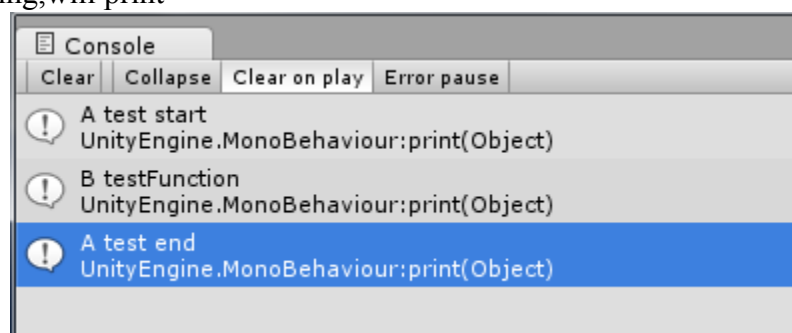 will print
Console
Clear Collapse Clear on play Error pause
A test start
UnityEngine.MonoBehaviour:print(Object)
B testFunction
UnityEngine.MonoBehaviour:print(Object)
A test end
UnityEngine.MonoBehaviour:print(Object)